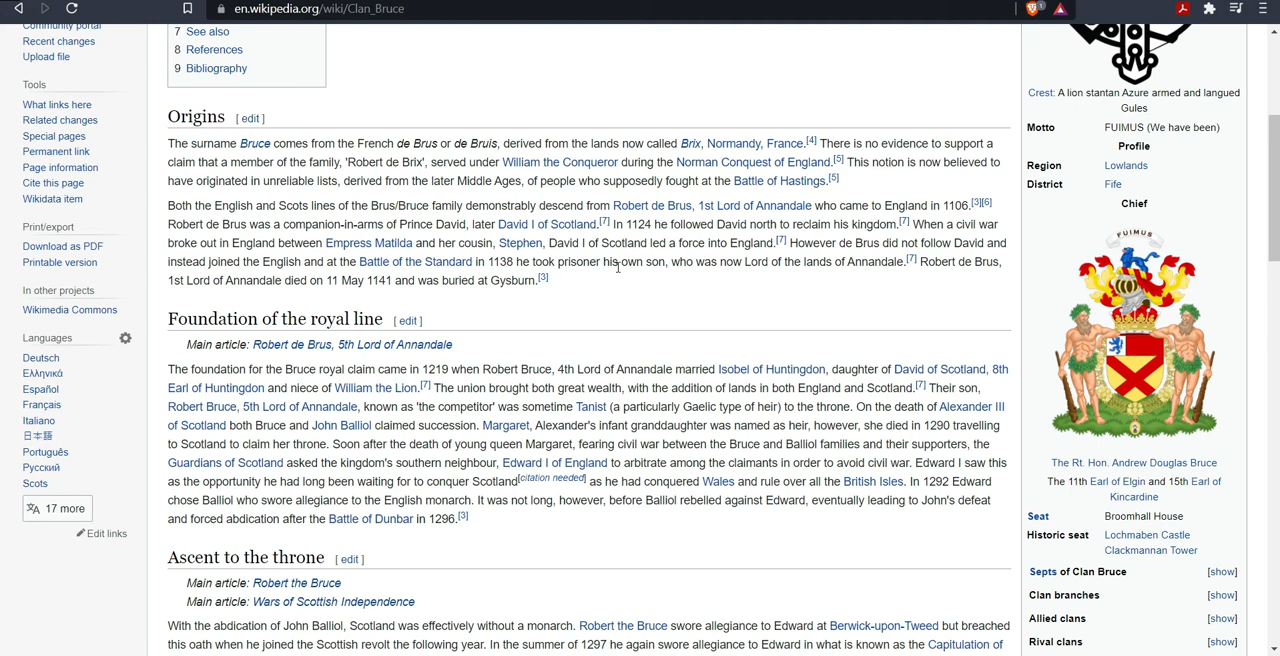 en.wikipedia.org/wiki/Clan_Bruce
1
Community portal
Recent changes
Upload file
Tools
What links here
Related changes
Special pages
Permanent link
Page information
Cite this page
Wikidata item
Print/export
Download as PDF
Printable version
In other projects
Wikimedia Commons
Languages
Deutsch
Ελληνικά
Español
Français
Italiano
日本語
Português
Русский
Scots
17 more
Edit links
7 See also
8 References
9 Bibliography
Origins [ edit ]
The surname Bruce comes from the French de Brus or de Bruis, derived from the lands now called Brix, Normandy, France.[4] There is no evidence to support a
claim that a member of the family, 'Robert de Brix', served under William the Conqueror during the Norman Conquest of England.[5] This notion is now believed to
have originated in unreliable lists, derived from the later Middle Ages, of people who supposedly fought at the Battle of Hastings.[5]
Both the English and Scots lines of the Brus/Bruce family demonstrably descend from Robert de Brus, 1st Lord of Annandale who came to England in 1106.[3][6]
Robert de Brus was a companion-in-arms of Prince David, later David I of Scotland.[7] In 1124 he followed David north to reclaim his kingdom.[7] When a civil war
broke out in England between Empress Matilda and her cousin, Stephen, David I of Scotland led a force into England.[7] However de Brus did not follow David and
instead joined the English and at the Battle of the Standard in 1138 he took prisoner his own son, who was now Lord of the lands of Annandale.[7] Robert de Brus,
1st Lord of Annandale died on 11 May 1141 and was buried at Gysburn.[3]
Foundation of the royal line [ edit ]
Main article: Robert de Brus, 5th Lord of Annandale
The foundation for the Bruce royal claim came in 1219 when Robert Bruce, 4th Lord of Annandale married Isobel of Huntingdon, daughter of David of Scotland, 8th
Earl of Huntingdon and niece of William the Lion.[7] The union brought both great wealth, with the addition of lands in both England and Scotland.[7] Their son,
Robert Bruce, 5th Lord of Annandale, known as 'the competitor' was sometime Tanist (a particularly Gaelic type of heir) to the throne. On the death of Alexander III
of Scotland both Bruce and John Balliol claimed succession. Margaret, Alexander's infant granddaughter was named as heir, however, she died in 1290 travelling
to Scotland to claim her throne. Soon after the death of young queen Margaret, fearing civil war between the Bruce and Balliol families and their supporters, the
Guardians of Scotland asked the kingdom's southern neighbour, Edward I of England to arbitrate among the claimants in order to avoid civil war. Edward I saw this
as the opportunity he had long been waiting for to conquer Scotland[citation needed] as he had conquered Wales and rule over all the British Isles. In 1292 Edward
chose Balliol who swore allegiance to the English monarch. It was not long, however, before Balliol rebelled against Edward, eventually leading to John's defeat
and forced abdication after the Battle of Dunbar in 1296.[3]
Ascent to the throne [ edit ]
Main article: Robert the Bruce
Main article: Wars of Scottish Independence
With the abdication of John Balliol, Scotland was effectively without a monarch. Robert the Bruce swore allegiance to Edward at Berwick-upon-Tweed but breached
this oath when he joined the Scottish revolt the following year. In the summer of 1297 he again swore allegiance to Edward in what is known as the Capitulation of
Crest: A lion stantan Azure armed and langued
Gules
Motto FUIMUS (We have been)
Profile
Region Lowlands
District Fife
Chief
FUIMUS
The Rt. Hon. Andrew Douglas Bruce
The 11th Earl of Elgin and 15th Earl of
Kincardine
Seat Broomhall House
Historic seat Lochmaben Castle
Clackmannan Tower
Septs of Clan Bruce [show]
Clan branches [show]
Allied clans [show]
Rival clans [show]